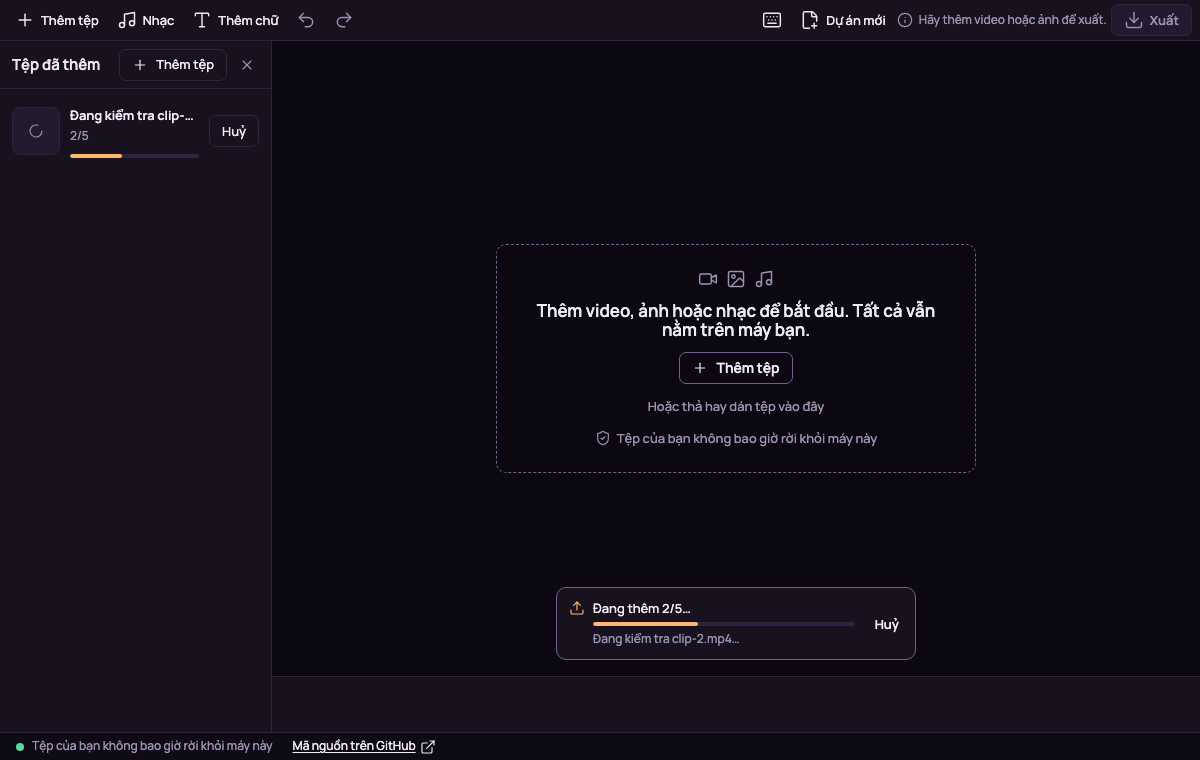 Thêm tệp
Nhạc
Thêm chữ
Dự án mới
Hãy thêm video hoặc ảnh để xuất.
Xuất
Tệp đã thêm
Thêm tệp
Đang kiểm tra clip-…
2/5
Huỷ
Thêm video, ảnh hoặc nhạc để bắt đầu. Tất cả vẫn
nằm trên máy bạn.
Thêm tệp
Hoặc thả hay dán tệp vào đây
Tệp của bạn không bao giờ rời khỏi máy này
Đang thêm 2/5…
Đang kiểm tra clip-2.mp4…
Huỷ
Tệp của bạn không bao giờ rời khỏi máy này
Mã nguồn trên GitHub